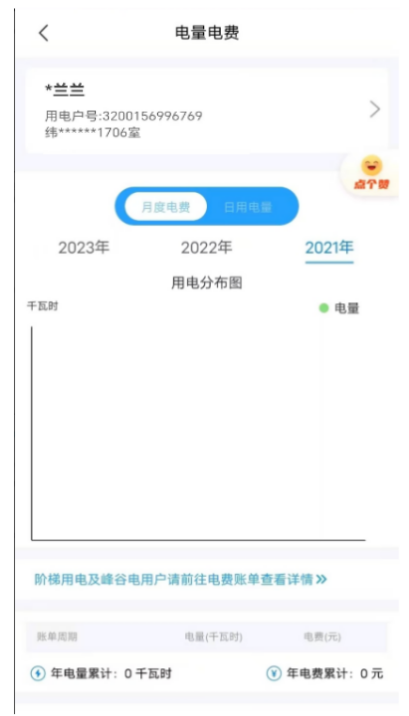 电量电费
*兰兰
用电户号:3200156996769
纬******1706室
点个赞
月度电费 日用电量
2023年 2022年 2021年
用电分布图
千瓦时
电量
阶梯用电及峰谷电用户请前往电费账单查看详情»
账单周期 电量(千瓦时) 电费(元)
年电量累计：0千瓦时 年电费累计：0元